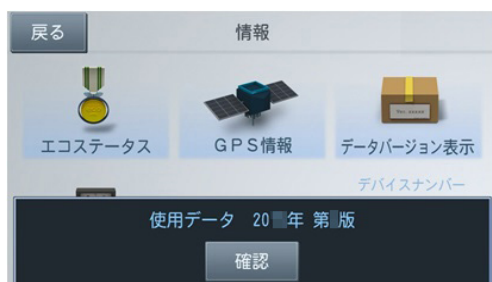 戻る
情報
エコステータス
GPS情報
データバージョン表示
デバイスナンバー
使用データ 20 年 第 版
確認